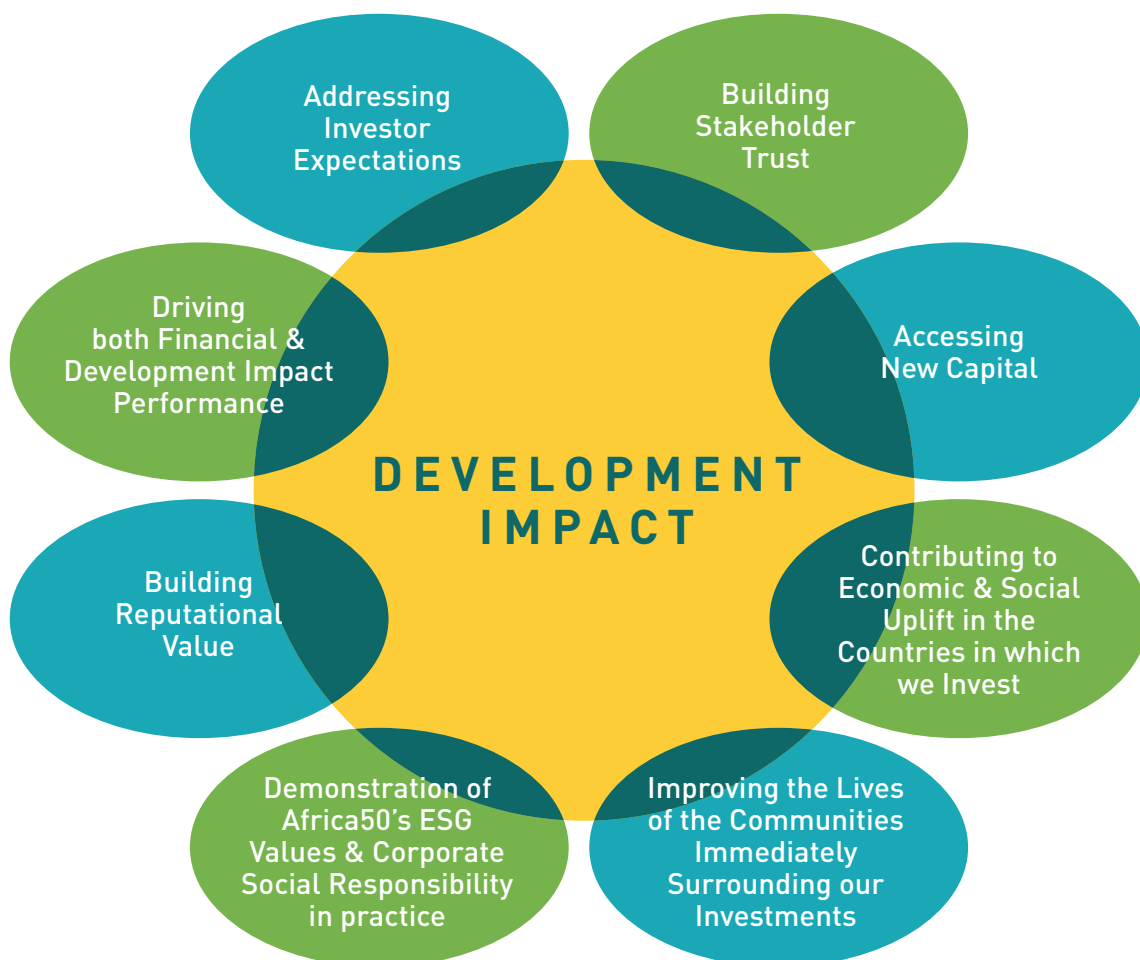 Addressing
Investor
Expectations
Building
Stakeholder
Trust
Driving
both Financial &
Development Impact
Performance
Accessing
New Capital
DEVELOPMENT
IMPACT
Building
Reputational
Value
Contributing to
Economic & Social
Uplift in the
Countries in which
we Invest
Demonstration of
Africa50's ESG
Values & Corporate
Social Responsibility
in practice
Improving the Lives
of the Communities
Immediately
Surrounding our
Investments